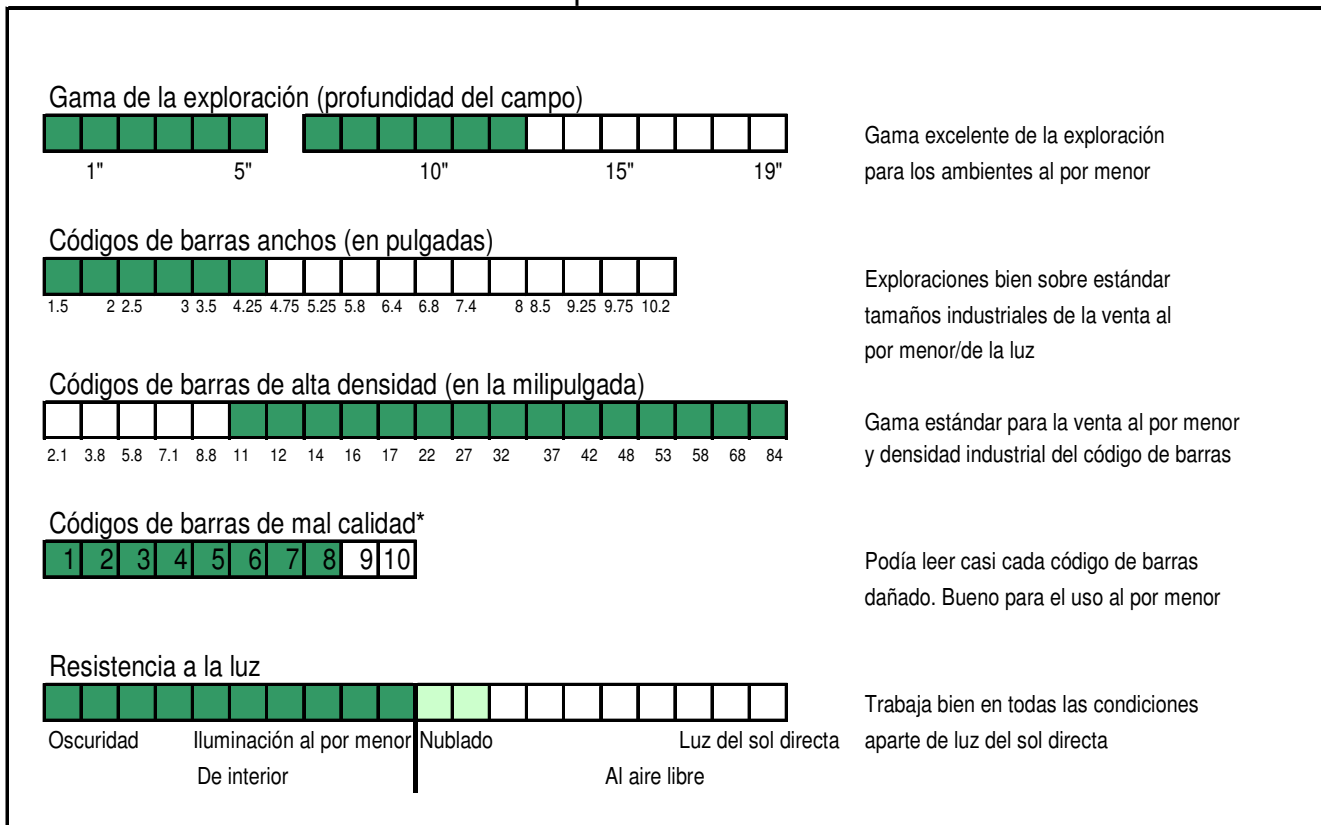 Gama de la exploración (profundidad del campo)
1" 5" 10" 15" 19"
Gama excelente de la exploración
para los ambientes al por menor
Códigos de barras anchos (en pulgadas)
1.5 2 2.5 3 3.5 4.25 4.75 5.25 5.8 6.4 6.8 7.4 8 8.5 9.25 9.75 10.2
Exploraciones bien sobre estándar
tamaños industriales de la venta al
por menor/de la luz
Códigos de barras de alta densidad (en la milipulgada)
2.1 3.8 5.8 7.1 8.8 11 12 14 16 17 22 27 32 37 42 48 53 58 68 84
Gama estándar para la venta al por menor
y densidad industrial del código de barras
Códigos de barras de mal calidad*
1 2 3 4 5 6 7 8 9 10
Podía leer casi cada código de barras
dañado. Bueno para el uso al por menor
Resistencia a la luz
Oscuridad Iluminación al por menor Nublado Luz del sol directa
De interior Al aire libre
Trabaja bien en todas las condiciones
aparte de luz del sol directa